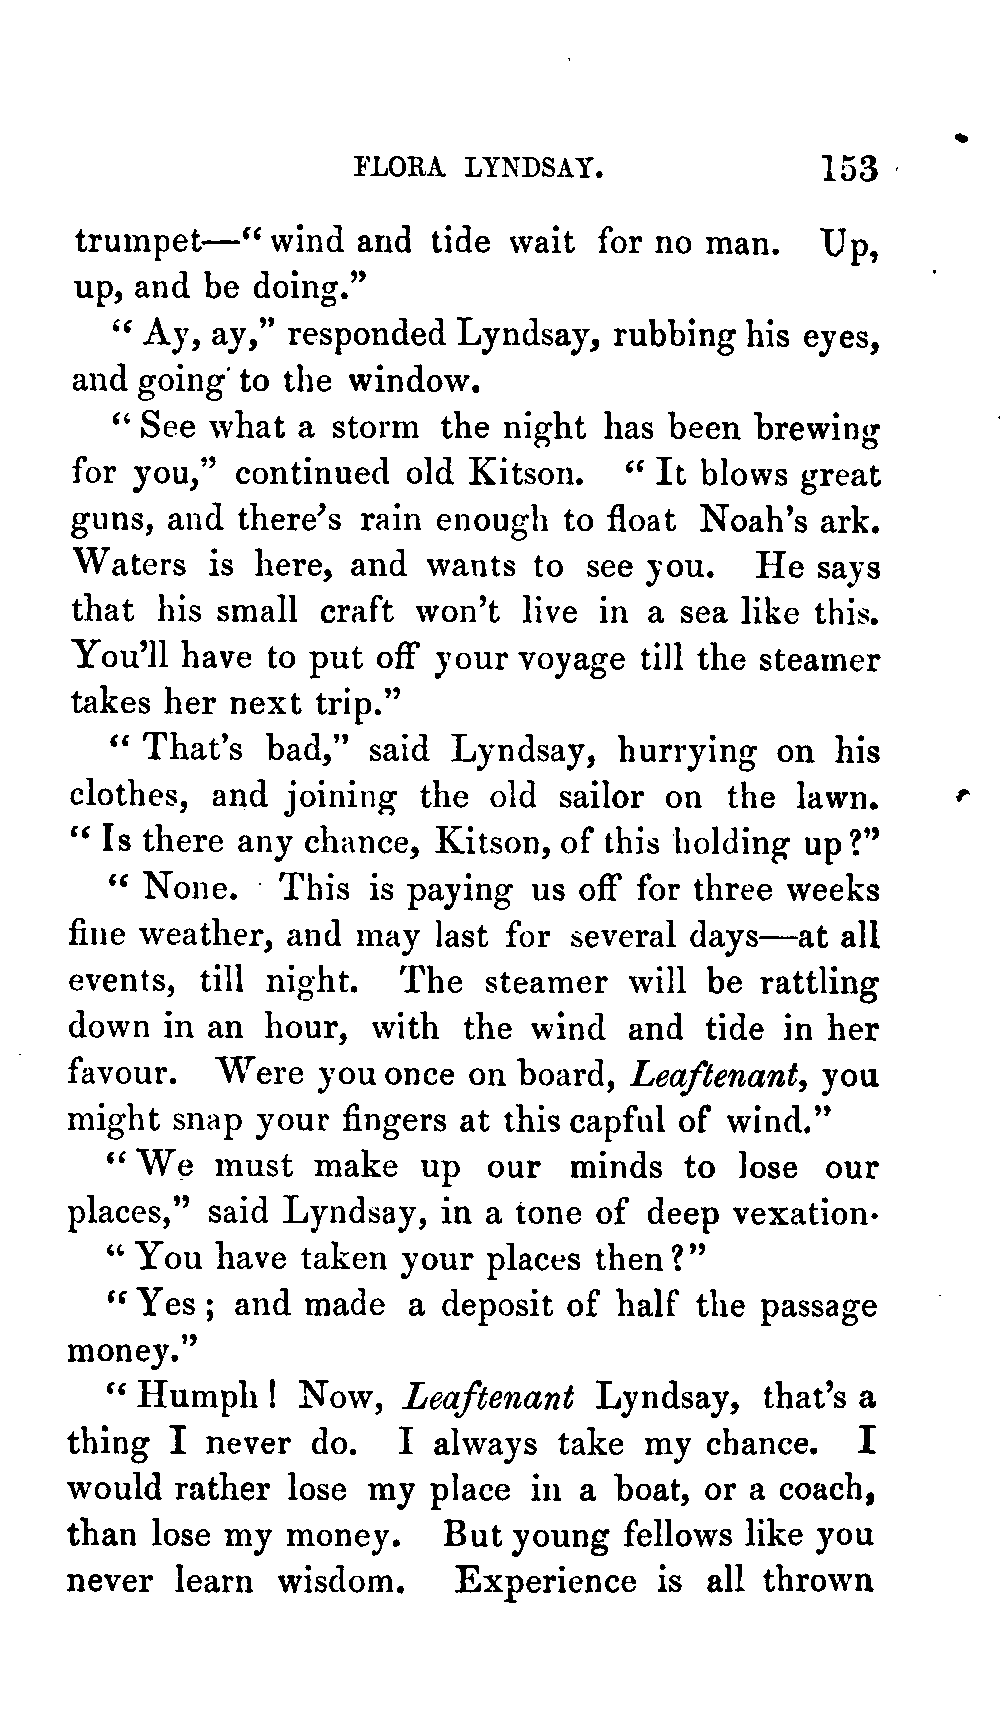 FLORA LYNDSAY. 153
trumpet—“wind and tide wait for no man. Up,
up, and be doing.”
“Ay, ay,” responded Lyndsay, rubbing his eyes,
and going to the window.
“See what a storm the night has been brewing
for you,” continued old Kitson. “It blows great
guns, and there’s rain enough to float Noah’s ark.
Waters is here, and wants to see you. He says
that his small craft won’t live in a sea like this.
You’ll have to put off your voyage till the steamer
takes her next trip.”
“That’s bad,” said Lyndsay, hurrying on his
clothes, and joining the old sailor on the lawn.
“Is there any chance, Kitson, of this holding up?”
“None. This is paying us off for three weeks
fine weather, and may last for several days—at all
events, till night. The steamer will be rattling
down in an hour, with the wind and tide in her
favour. Were you once on board, Leaftenant, you
might snap your fingers at this capful of wind.”
“We must make up our minds to lose our
places,” said Lyndsay, in a tone of deep vexation.
“You have taken your places then?”
“Yes; and made a deposit of half the passage
money.”
“Humph! Now, Leaftenant Lyndsay, that’s a
thing I never do. I always take my chance. I
would rather lose my place in a boat, or a coach,
than lose my money. But young fellows like you
never learn wisdom. Experience is all thrown